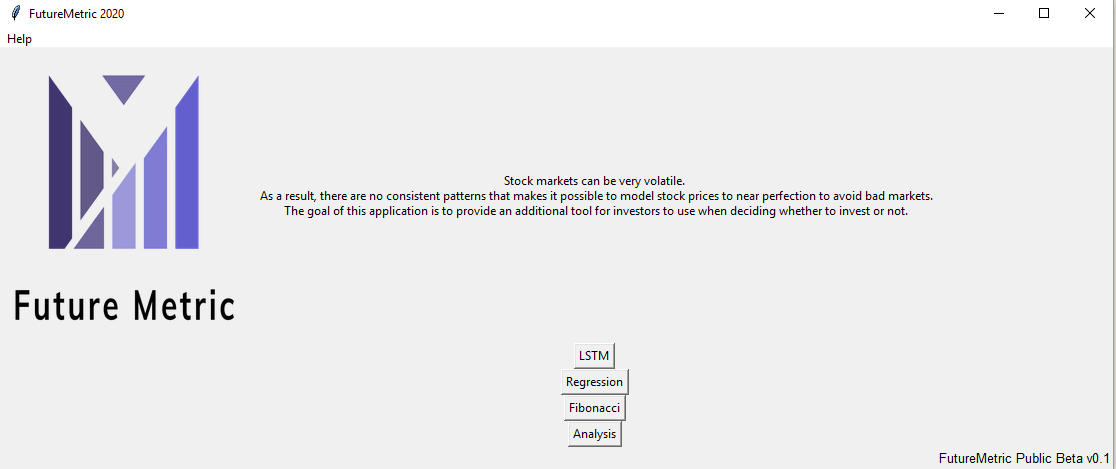 FutureMetric 2020
Help
Stock markets can be very volatile.
As a result, there are no consistent patterns that makes it possible to model stock prices to near perfection to avoid bad markets.
The goal of this application is to provide an additional tool for investors to use when deciding whether to invest or not.
Future Metric
LSTM
Regression
Fibonacci
Analysis
FutureMetric Public Beta v0.1